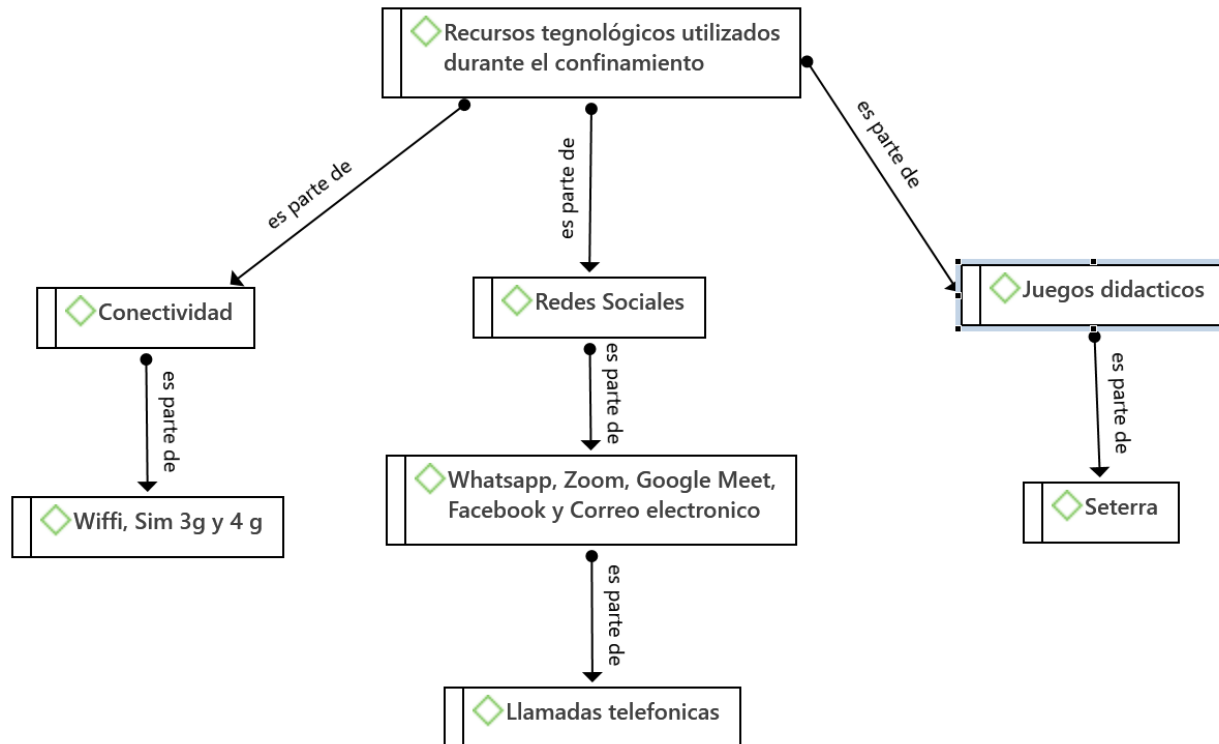 Recursos tegnológicos utilizados
durante el confinamiento
es parte de
es parte de
es parte de
Conectividad
Redes Sociales
Juegos didacticos
es parte de
es parte de
es parte de
Wiffi, Sim 3g y 4 g
Whatsapp, Zoom, Google Meet,
Facebook y Correo electronico
Seterra
es parte de
Llamadas telefonicas